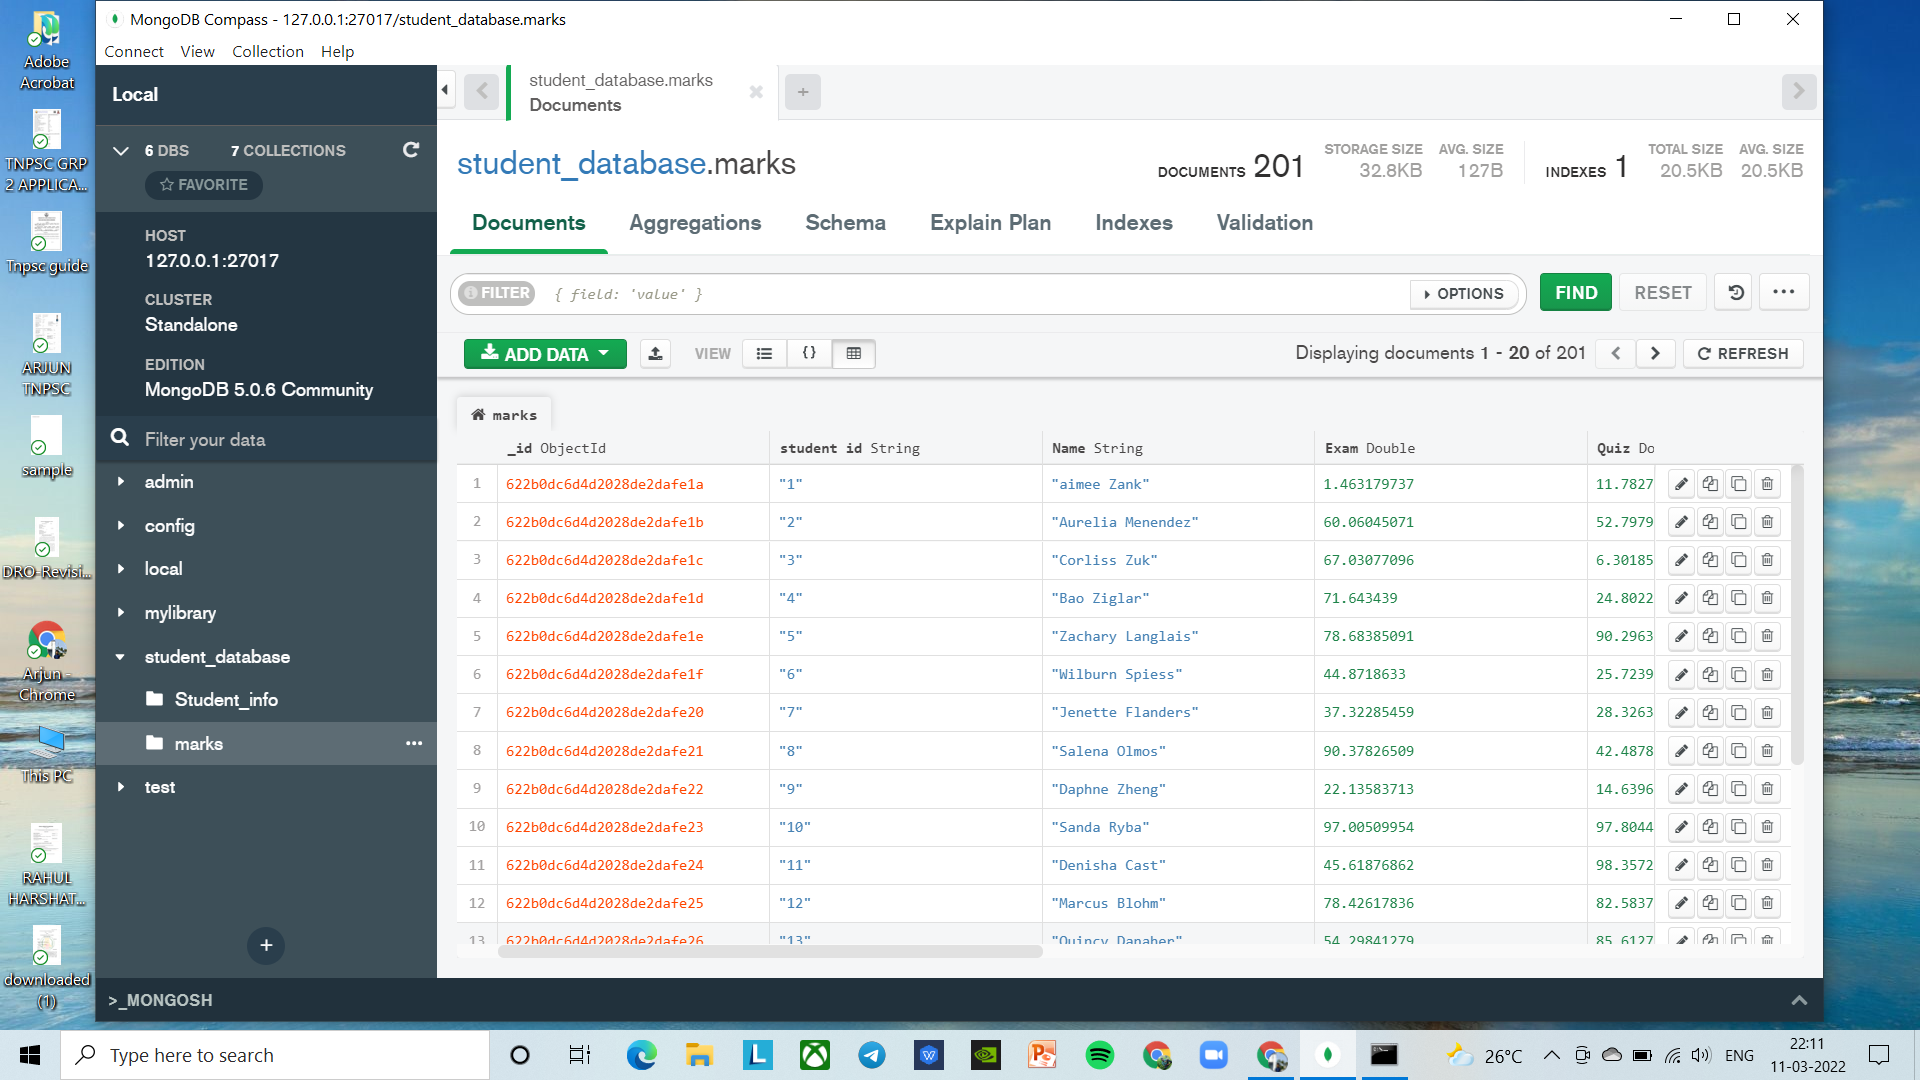 MongoDB Compass - 127.0.0.1:27017/student_database.marks
Connect View Collection Help
Adobe
Acrobat
TNPSC GRP
2 APPLICA...
Tnpsc guide
ARJUN
TNPSC
sample
DRO-Revisi...
Arjun -
Chrome
This PC
RAHUL
HARSHAT...
downloaded
(1)
Local
6 DBS 7 COLLECTIONS
FAVORITE
HOST
127.0.0.1:27017
CLUSTER
Standalone
EDITION
MongoDB 5.0.6 Community
Filter your data
admin
config
local
mylibrary
student_database
Student_info
marks
test
student_database.marks
Documents
student_database.marks
DOCUMENTS 201
STORAGE SIZE
32.8KB
AVG. SIZE
127B
INDEXES 1
TOTAL SIZE
20.5KB
AVG. SIZE
20.5KB
Documents Aggregations Schema Explain Plan Indexes Validation
FILTER { field: 'value' } OPTIONS FIND RESET
ADD DATA VIEW {} Displaying documents 1 - 20 of 201 REFRESH
marks
_id ObjectId student id String Name String Exam Double Quiz Do
1 622b0dc6d4d2028de2dafe1a "1" "aimee Zank" 1.463179737 11.7827
2 622b0dc6d4d2028de2dafe1b "2" "Aurelia Menendez" 60.06045071 52.7979
3 622b0dc6d4d2028de2dafe1c "3" "Corliss Zuk" 67.03077096 6.30185
4 622b0dc6d4d2028de2dafe1d "4" "Bao Ziglar" 71.643439 24.8022
5 622b0dc6d4d2028de2dafe1e "5" "Zachary Langlais" 78.68385091 90.2963
6 622b0dc6d4d2028de2dafe1f "6" "Wilburn Spiess" 44.8718633 25.7239
7 622b0dc6d4d2028de2dafe20 "7" "Jenette Flanders" 37.32285459 28.3263
8 622b0dc6d4d2028de2dafe21 "8" "Salena Olmos" 90.37826509 42.4878
9 622b0dc6d4d2028de2dafe22 "9" "Daphne Zheng" 22.13583713 14.6396
10 622b0dc6d4d2028de2dafe23 "10" "Sanda Ryba" 97.00509954 97.8044
11 622b0dc6d4d2028de2dafe24 "11" "Denisha Cast" 45.61876862 98.3572
12 622b0dc6d4d2028de2dafe25 "12" "Marcus Blohm" 78.42617836 82.5837
13 622b0dc6d4d2028de2dafe26 "13" "Quincy Danaher" 54.29841279 85.6127
>_MONGOSH
Type here to search
26°C ENG
22:11
11-03-2022